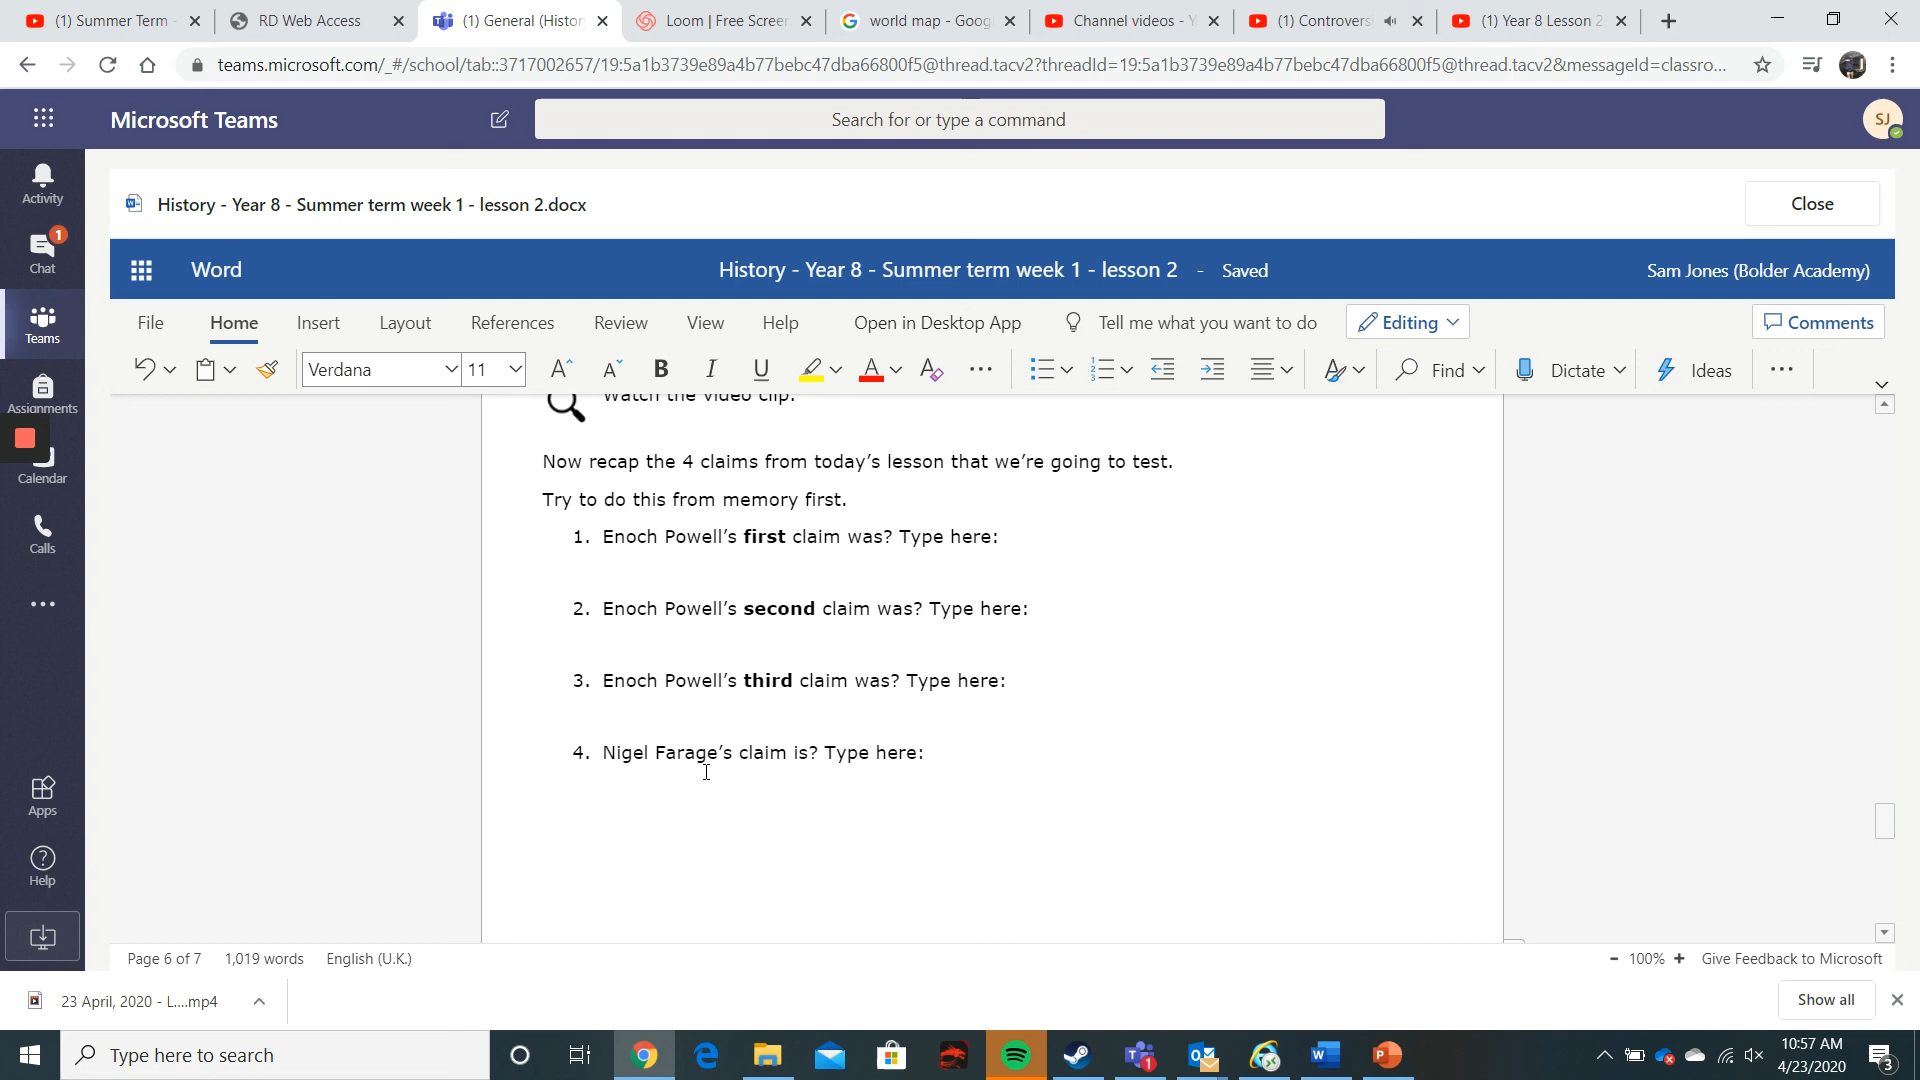 (1) Summer Term -
RD Web Access
(1) General (Histor
Loom | Free Screen
world map - Goog
Channel videos - Y
(1) Controvers
(1) Year 8 Lesson 2
teams.microsoft.com/_#/school/tab::3717002657/19:5a1b3739e89a4b77bebc47dba66800f5@thread.tacv2?threadId=19:5a1b3739e89a4b77bebc47dba66800f5@thread.tacv2&messageId=classro...
Microsoft Teams
Search for or type a command
SJ
Activity
Chat
1
Teams
Assignments
Calendar
Calls
Apps
Help
History - Year 8 - Summer term week 1 - lesson 2.docx
Close
Word
History - Year 8 - Summer term week 1 - lesson 2 - Saved
Sam Jones (Bolder Academy)
File Home Insert Layout References Review View Help Open in Desktop App Tell me what you want to do Editing Comments
Verdana 11 B I U A Find Dictate Ideas
Watch the video clip.
Now recap the 4 claims from today’s lesson that we’re going to test.
Try to do this from memory first.
1. Enoch Powell’s first claim was? Type here:
2. Enoch Powell’s second claim was? Type here:
3. Enoch Powell’s third claim was? Type here:
4. Nigel Farage’s claim is? Type here:
Page 6 of 7 1,019 words English (U.K.)
- 100% + Give Feedback to Microsoft
23 April, 2020 - L....mp4
Show all
Type here to search
10:57 AM
4/23/2020
3